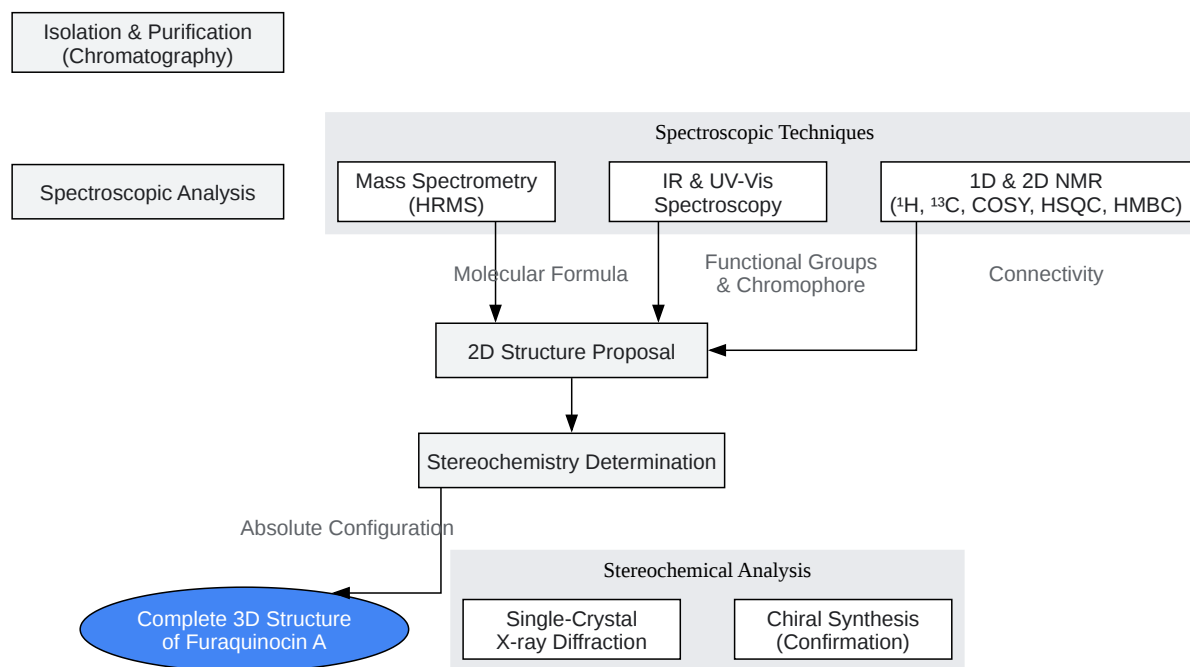 Isolation & Purification
(Chromatography)
Spectroscopic Techniques
Spectroscopic Analysis
Mass Spectrometry
(HRMS)
IR & UV-Vis
Spectroscopy
1D & 2D NMR
(¹H, ¹³C, COSY, HSQC, HMBC)
Molecular Formula
Functional Groups
& Chromophore
Connectivity
2D Structure Proposal
Stereochemistry Determination
Absolute Configuration
Stereochemical Analysis
Complete 3D Structure
of Furaquinocin A
Single-Crystal
X-ray Diffraction
Chiral Synthesis
(Confirmation)